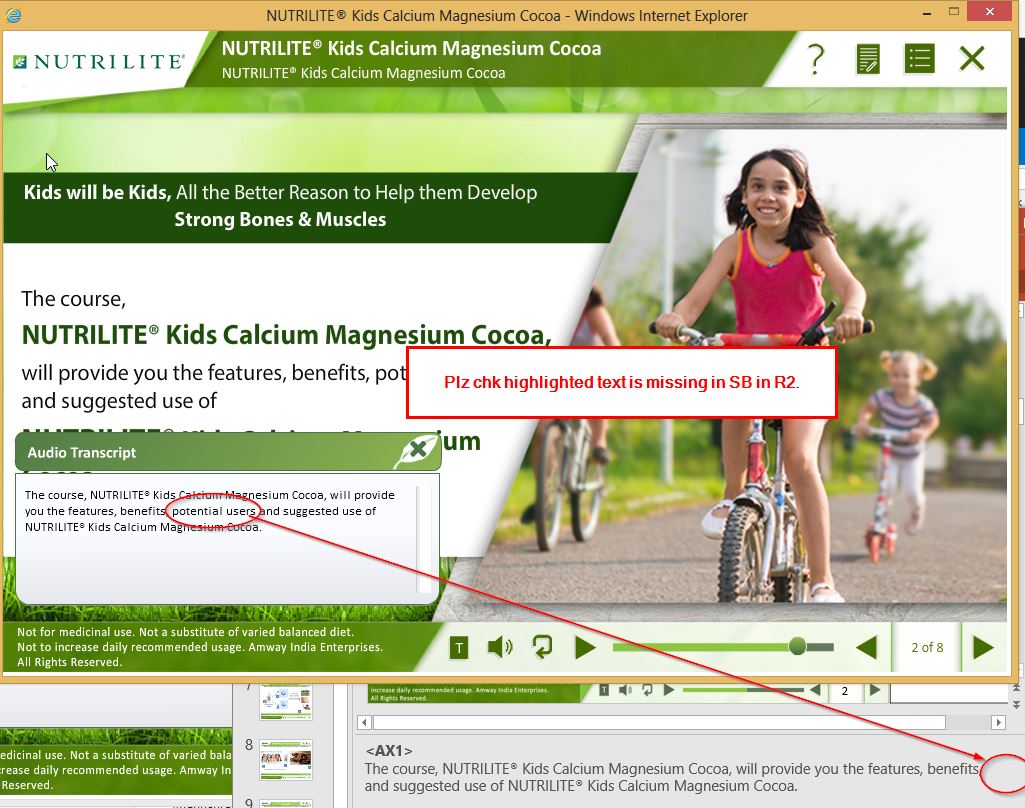 NUTRILITE® Kids Calcium Magnesium Cocoa - Windows Internet Explorer
NUTRILITE®
NUTRILITE® Kids Calcium Magnesium Cocoa
NUTRILITE® Kids Calcium Magnesium Cocoa
?
Kids will be Kids, All the Better Reason to Help them Develop
Strong Bones & Muscles
The course,
NUTRILITE® Kids Calcium Magnesium Cocoa,
will provide you the features, benefits, pot
and suggested use of
Plz chk highlighted text is missing in SB in R2.
NUTRILITE® Kids Calcium Magnesium
Audio Transcript
The course, NUTRILITE® Kids Calcium Magnesium Cocoa, will provide
you the features, benefits, potential users and suggested use of
NUTRILITE® Kids Calcium Magnesium Cocoa.
Not for medicinal use. Not a substitute of varied balanced diet.
Not to increase daily recommended usage. Amway India Enterprises.
All Rights Reserved.
T
2 of 8
7
increase daily recommended usage. Amway India Enterprises.
All Rights Reserved.
T
2
8
<AX1>
The course, NUTRILITE® Kids Calcium Magnesium Cocoa, will provide you the features, benefits
and suggested use of NUTRILITE® Kids Calcium Magnesium Cocoa.
edicinal use. Not a substitute of varied bala
rease daily recommended usage. Amway In
Reserved.
9